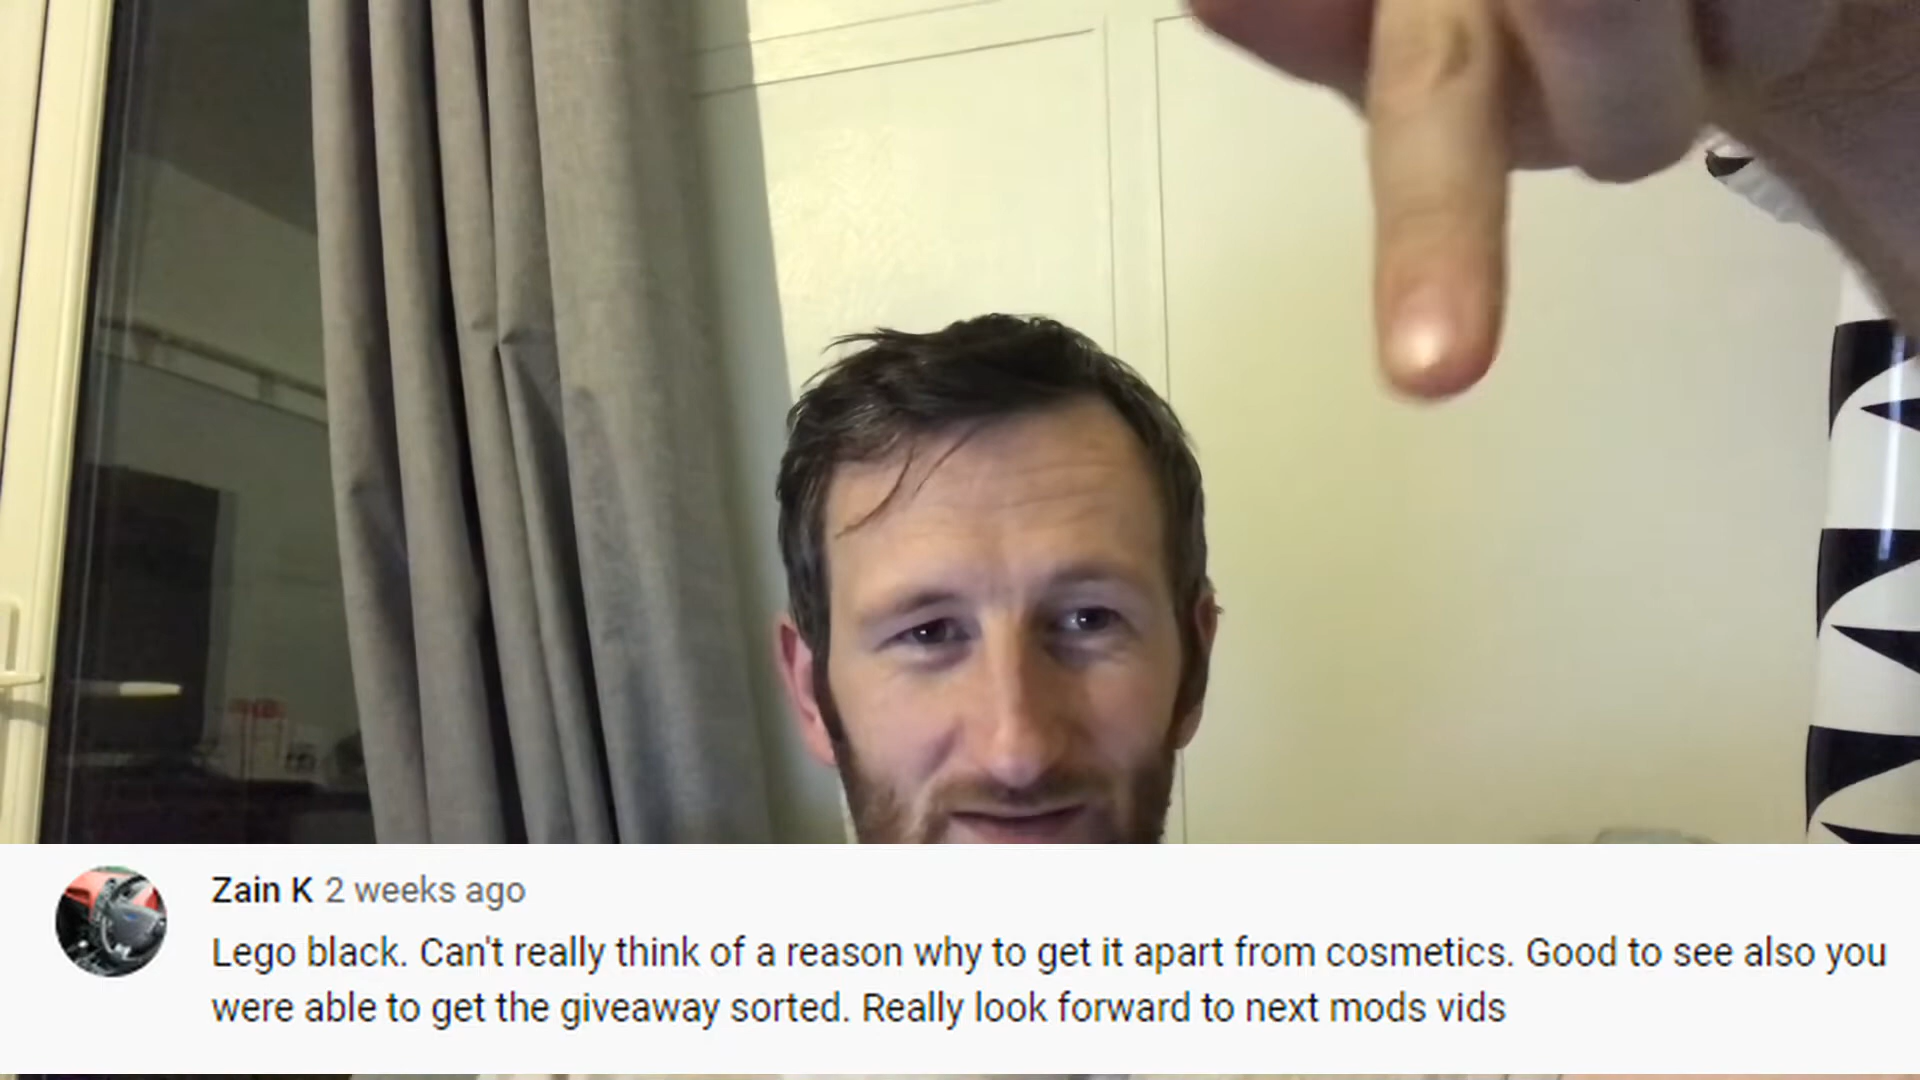 Zain K 2 weeks ago
Lego black. Can't really think of a reason why to get it apart from cosmetics. Good to see also you
were able to get the giveaway sorted. Really look forward to next mods vids